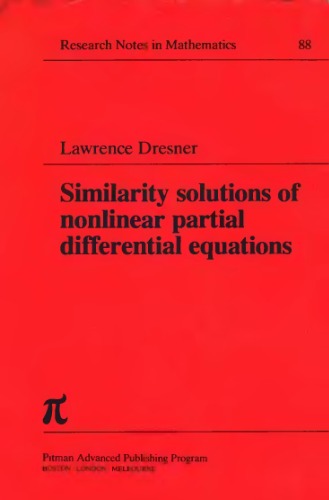 Research Notes in Mathematics 88
Lawrence Dresner
Similarity solutions of
nonlinear partial
differential equations
π
Pitman Advanced Publishing Program
BOSTON · LONDON · MELBOURNE